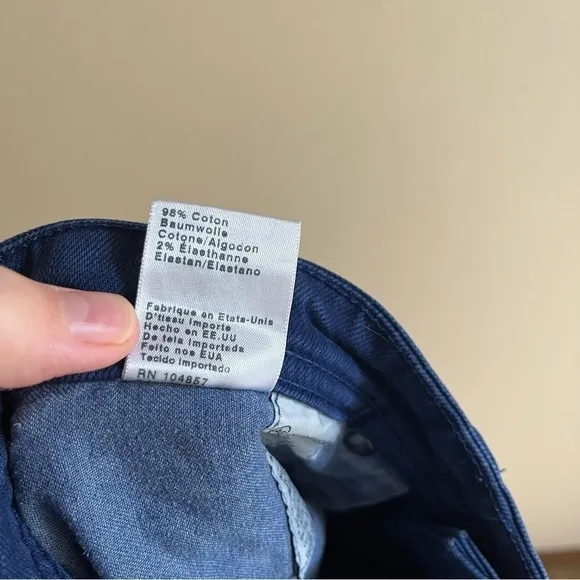 98% Coton
Baumwolle
Cotone/Algodon
2% Élaethanne
Elastan/Elastano
Fabrique en Etats-Unis
D'tissu importe
Hecho en EE.UU
De tela importada
Feito nos EUA
Tecido importado
RN 104857